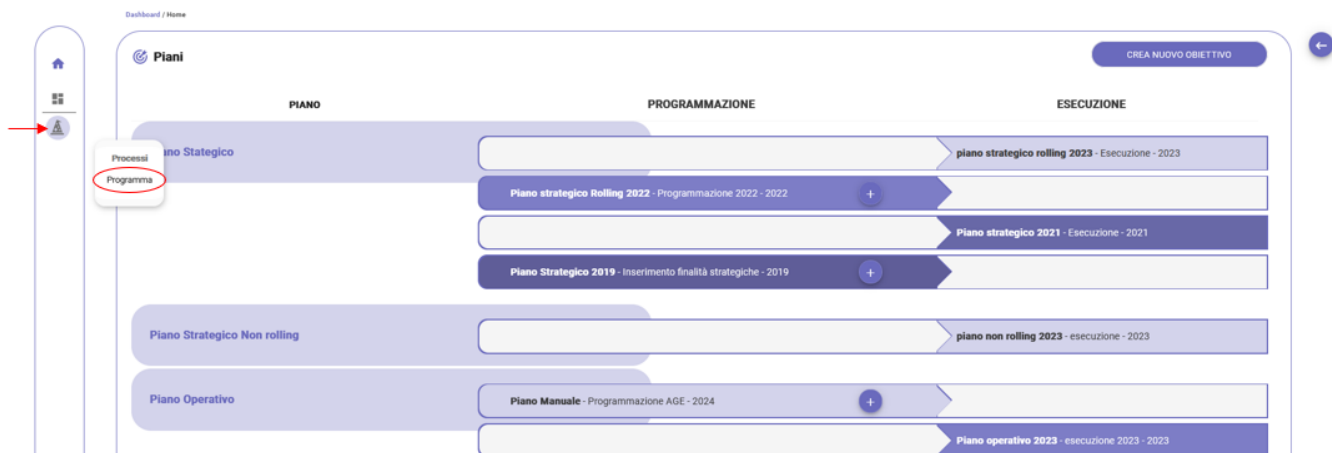 Dashboard / Home
Piani
CREA NUOVO OBIETTIVO
PIANO PROGRAMMAZIONE ESECUZIONE
Processi
Programma
ano Stategico
piano strategico rolling 2023 - Esecuzione - 2023
Piano strategico Rolling 2022 - Programmazione 2022 - 2022 +
Piano strategico 2021 - Esecuzione - 2021
Piano Strategico 2019 - Inserimento finalità strategiche - 2019 +
Piano Strategico Non rolling
piano non rolling 2023 - esecuzione - 2023
Piano Operativo
Piano Manuale - Programmazione AGE - 2024 +
Piano operativo 2023 - esecuzione 2023 - 2023